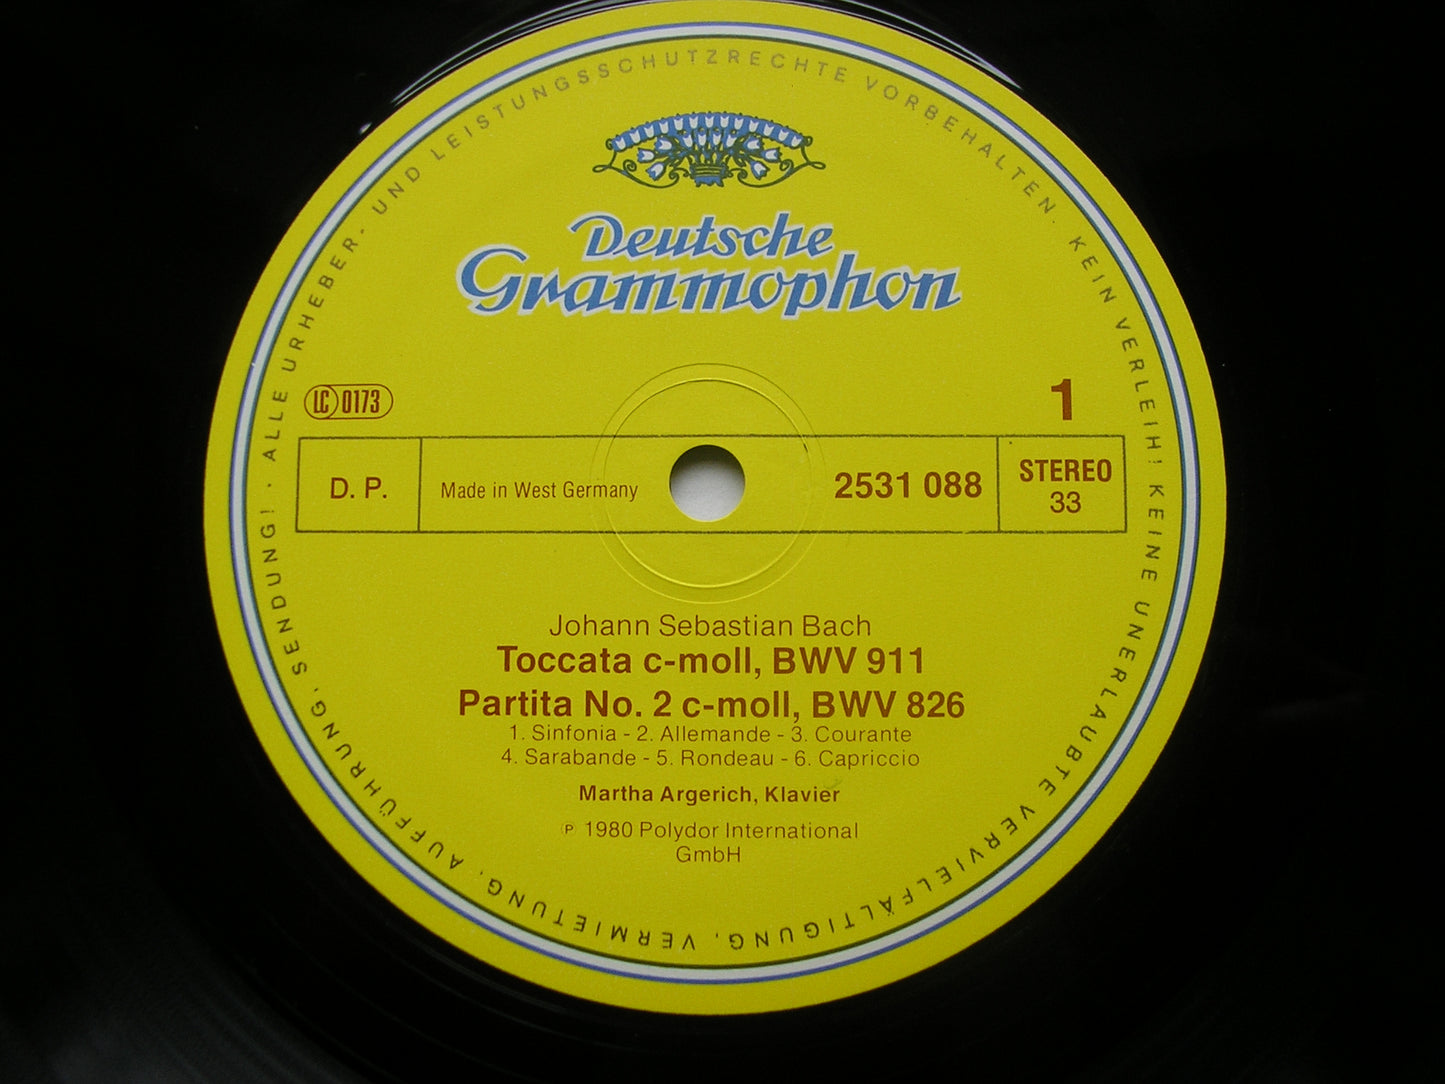 ALLE URHEBER- UND LEISTUNGSSCHUTZRECHTE VORBEHALTEN. KEIN VERLEIH! KEINE UNERLAUBTE VERVIELFÄLTIGUNG, VERMIETUNG, AUFFÜHRUNG, SENDUNG! ·
Deutsche
Grammophon
LC 0173
1
D. P.
Made in West Germany
2531 088
STEREO
33
Johann Sebastian Bach
Toccata c-moll, BWV 911
Partita No. 2 c-moll, BWV 826
1. Sinfonia - 2. Allemande - 3. Courante
4. Sarabande - 5. Rondeau - 6. Capriccio
Martha Argerich, Klavier
℗ 1980 Polydor International
GmbH